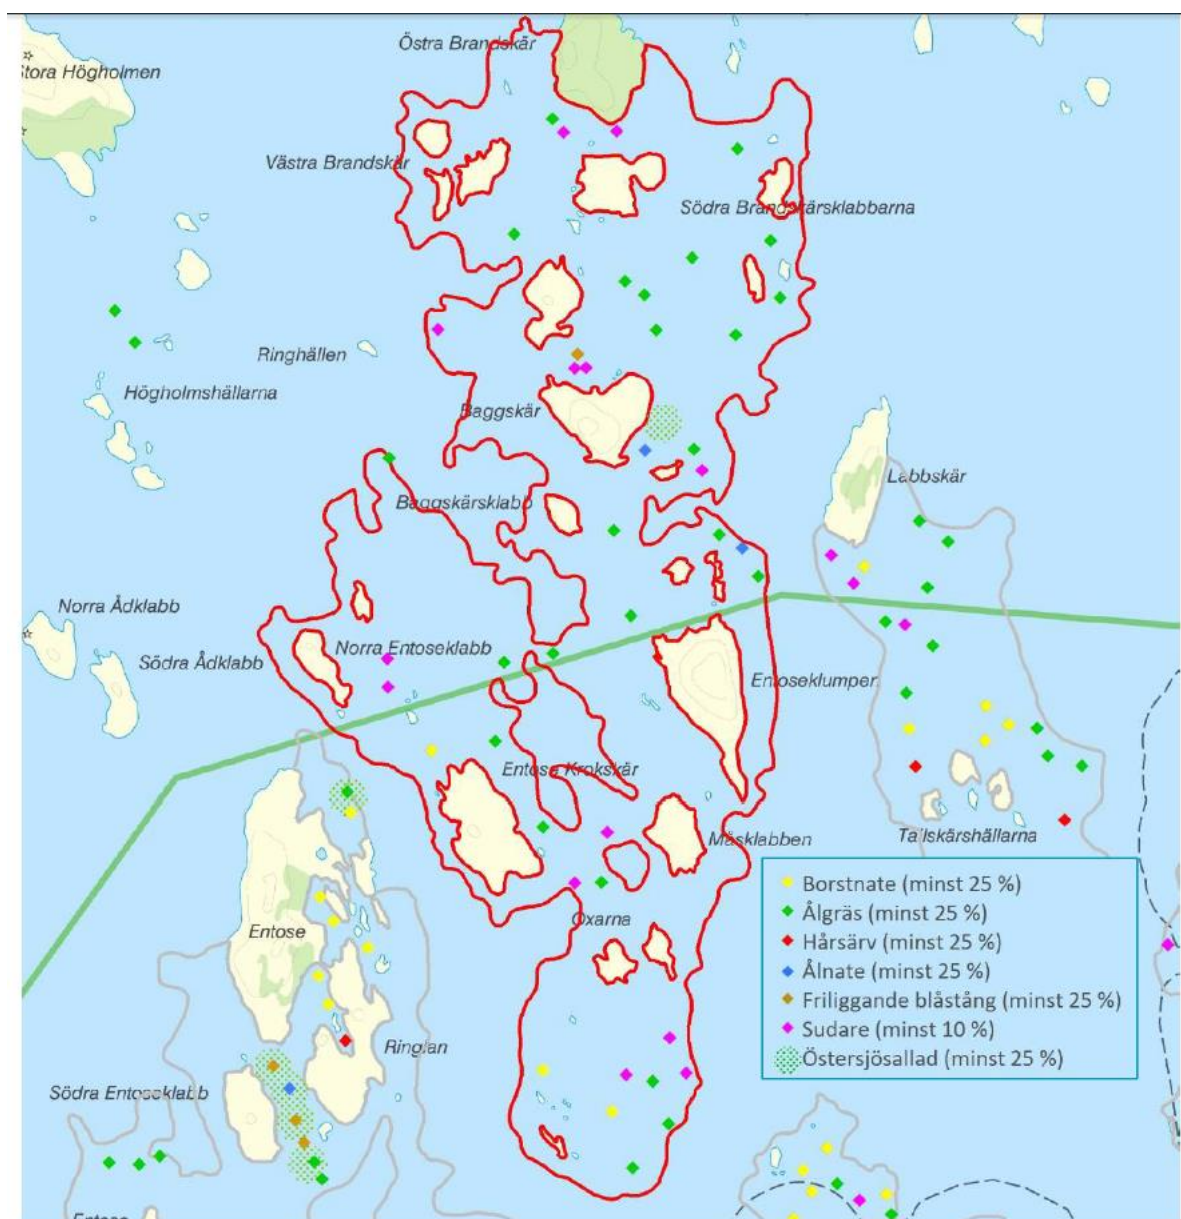 Östra Brandskär
Stora Högholmen
Västra Brandskär
Södra Brandskärsklabbarna
Ringhällen
Högholmshällarna
Baggskär
Labbskär
Baggskärsklabb
Norra Ådklabb
Norra Entoseklabb
Södra Ådklabb
Entoseklumpen
Entose Krokskär
Mäsklabben
Tallskärshällarna
Borstnate (minst 25 %)
Ålgräs (minst 25 %)
Hårsärv (minst 25 %)
Ålnate (minst 25 %)
Friliggande blåstång (minst 25 %)
Sudare (minst 10 %)
Östersjösallad (minst 25 %)
Oxarna
Entose
Ringlan
Södra Entoseklabb
Entose